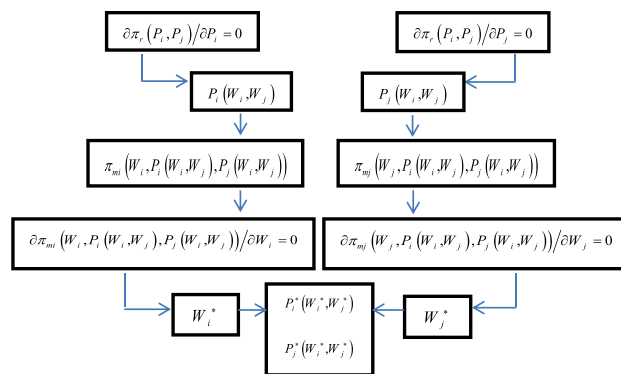 ∂π_r(P_i, P_j)/∂P_i = 0
∂π_r(P_i, P_j)/∂P_j = 0
P_i(W_i, W_j)
P_j(W_i, W_j)
π_mi(W_i, P_i(W_i, W_j), P_j(W_i, W_j))
π_mj(W_j, P_i(W_i, W_j), P_j(W_i, W_j))
∂π_mi(W_i, P_i(W_i, W_j), P_j(W_i, W_j))/∂W_i = 0
∂π_mj(W_j, P_i(W_i, W_j), P_j(W_i, W_j))/∂W_j = 0
W_i^*
P_i^*(W_i^*, W_j^*)
P_j^*(W_i^*, W_j^*)
W_j^*